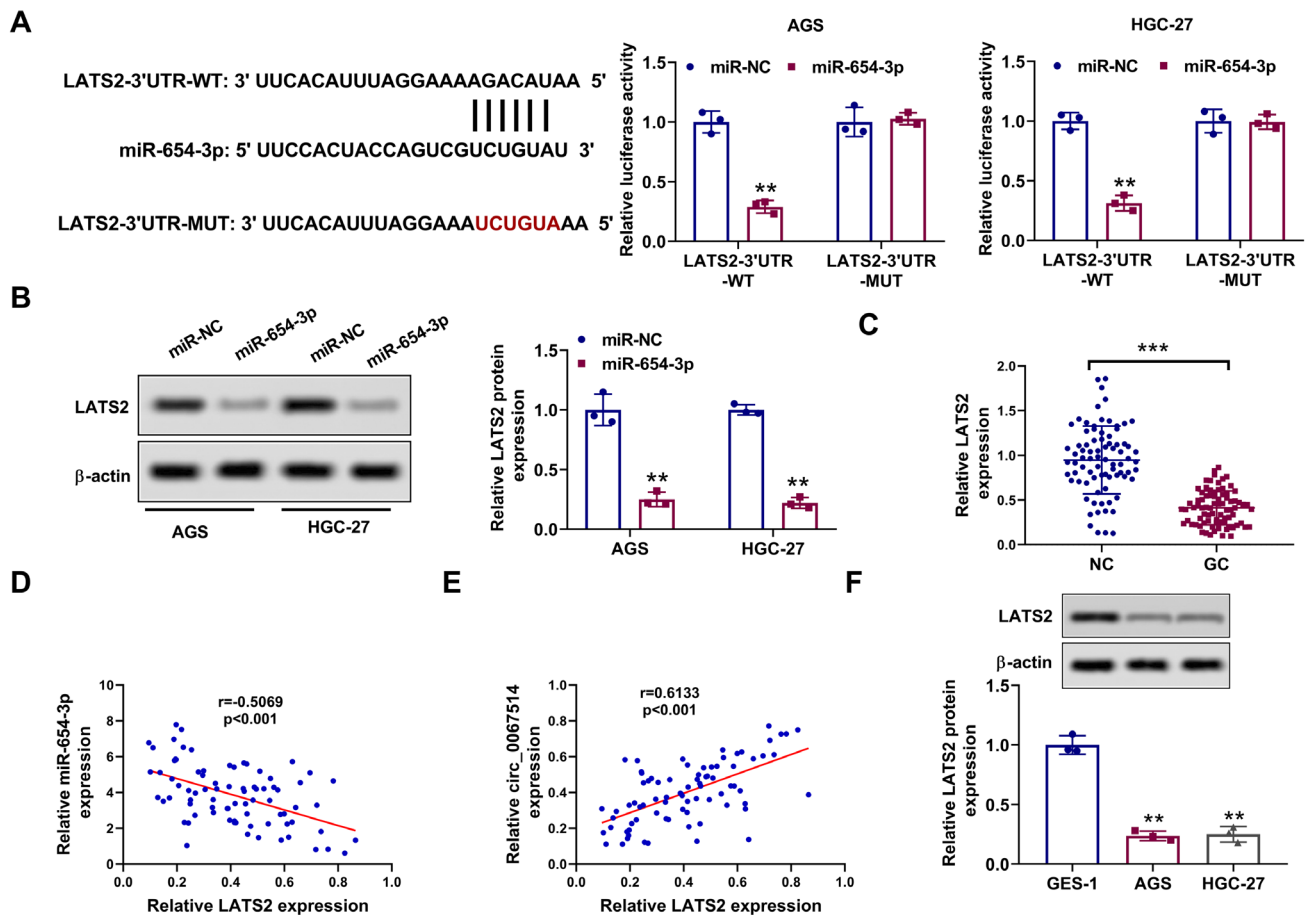 A
LATS2-3'UTR-WT: 3' UUCACAUUUAGGAAAAGACAUAA 5'
miR-654-3p: 5' UUCCACUACCAGUCGUCUGUAU 3'
LATS2-3'UTR-MUT: 3' UUCACAUUUAGGAAAUCUGUAAA 5'
AGS
miR-NC miR-654-3p
Relative luciferase activity
1.5
1.0
0.5
0.0
**
LATS2-3'UTR
-WT
LATS2-3'UTR
-MUT
HGC-27
miR-NC miR-654-3p
Relative luciferase activity
1.5
1.0
0.5
0.0
**
LATS2-3'UTR
-WT
LATS2-3'UTR
-MUT
B
miR-NC miR-654-3p miR-NC miR-654-3p
LATS2
β-actin
AGS HGC-27
miR-NC
miR-654-3p
Relative LATS2 protein
expression
1.5
1.0
0.5
0.0
** **
AGS HGC-27
C
***
Relative LATS2
expression
2.0
1.5
1.0
0.5
0.0
NC GC
D
r=-0.5069
p<0.001
Relative miR-654-3p
expression
10
8
6
4
2
0
0.0 0.2 0.4 0.6 0.8 1.0
Relative LATS2 expression
E
r=0.6133
p<0.001
Relative circ_0067514
expression
1.0
0.8
0.6
0.4
0.2
0.0
0.0 0.2 0.4 0.6 0.8 1.0
Relative LATS2 expression
F
LATS2
β-actin
Relative LATS2 protein
expression
1.5
1.0
0.5
0.0
** **
GES-1 AGS HGC-27